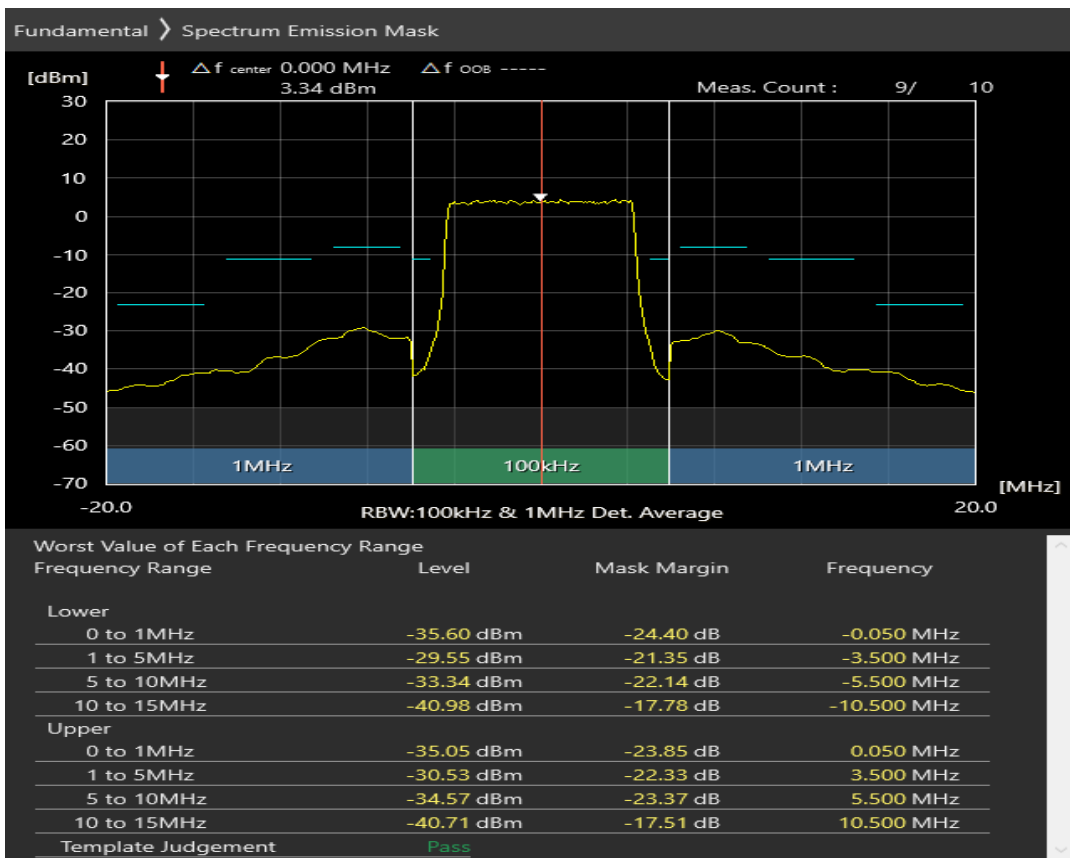 Fundamental ❯ Spectrum Emission Mask
[dBm] △f center 0.000 MHz △f OOB -----
3.34 dBm Meas. Count : 9/ 10
30
20
10
0
-10
-20
-30
-40
-50
-60
-70
1MHz 100kHz 1MHz
[MHz]
-20.0 RBW:100kHz & 1MHz Det. Average 20.0
Worst Value of Each Frequency Range
Frequency Range Level Mask Margin Frequency
Lower
0 to 1MHz -35.60 dBm -24.40 dB -0.050 MHz
1 to 5MHz -29.55 dBm -21.35 dB -3.500 MHz
5 to 10MHz -33.34 dBm -22.14 dB -5.500 MHz
10 to 15MHz -40.98 dBm -17.78 dB -10.500 MHz
Upper
0 to 1MHz -35.05 dBm -23.85 dB 0.050 MHz
1 to 5MHz -30.53 dBm -22.33 dB 3.500 MHz
5 to 10MHz -34.57 dBm -23.37 dB 5.500 MHz
10 to 15MHz -40.71 dBm -17.51 dB 10.500 MHz
Template Judgement Pass